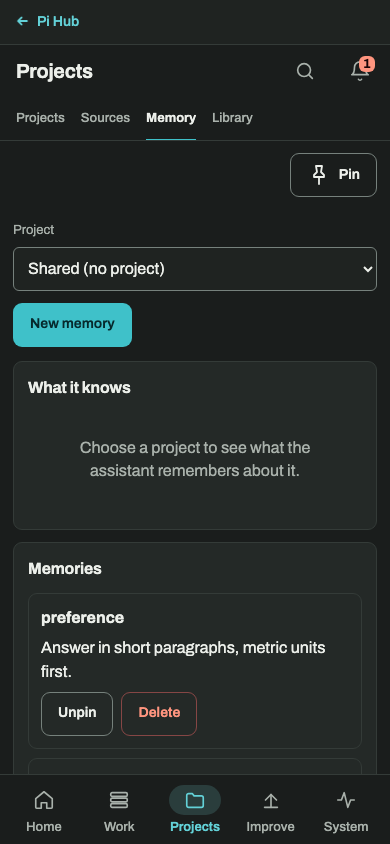 Pi Hub
Projects
1
Projects Sources Memory Library
Pin
Project
Shared (no project)
New memory
What it knows
Choose a project to see what the
assistant remembers about it.
Memories
preference
Answer in short paragraphs, metric units
first.
Unpin Delete
Home Work Projects Improve System